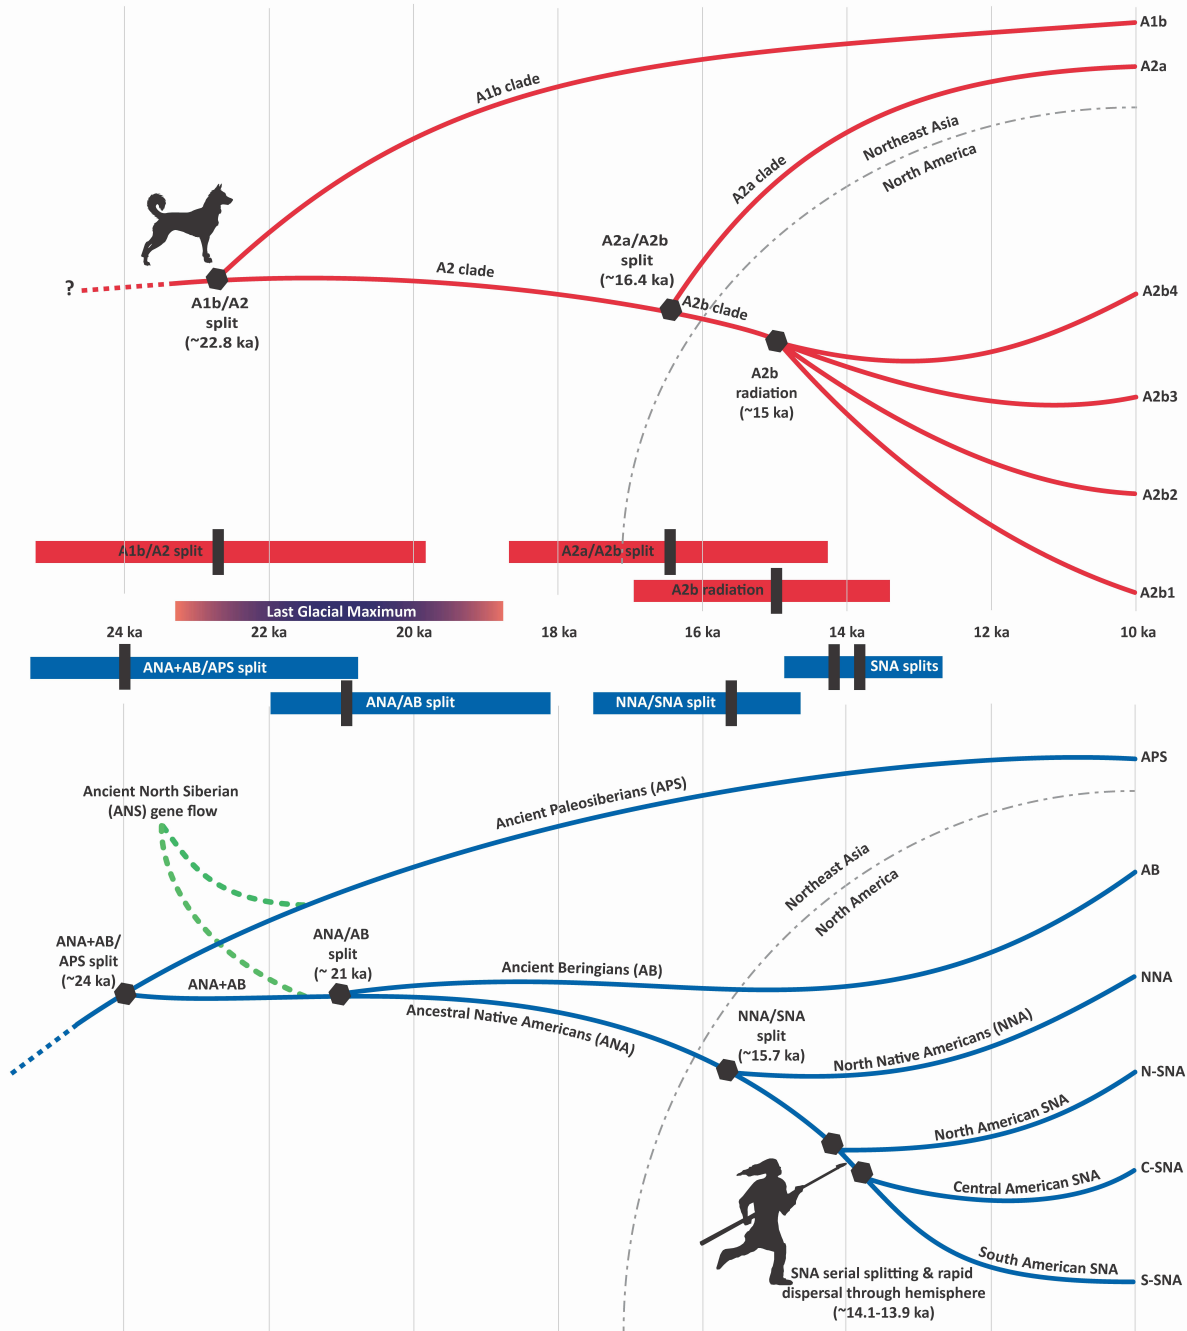 A1b
A2a
A1b clade
Northeast Asia
North America
A2a clade
A2a/A2b
split
(~16.4 ka)
A2 clade
?
A2b clade
A1b/A2
split
(~22.8 ka)
A2b4
A2b
radiation
(~15 ka)
A2b3
A2b2
A1b/A2 split
A2a/A2b split
A2b radiation
A2b1
Last Glacial Maximum
24 ka
22 ka
20 ka
18 ka
16 ka
14 ka
12 ka
10 ka
ANA+AB/APS split
SNA splits
ANA/AB split
NNA/SNA split
APS
Ancient North Siberian
(ANS) gene flow
Ancient Paleosiberians (APS)
Northeast Asia
North America
AB
ANA+AB/
APS split
(~24 ka)
ANA/AB
split
(~ 21 ka)
ANA+AB
Ancient Beringians (AB)
Ancestral Native Americans (ANA)
NNA/SNA
split
(~15.7 ka)
NNA
North Native Americans (NNA)
N-SNA
North American SNA
C-SNA
Central American SNA
South American SNA
S-SNA
SNA serial splitting & rapid
dispersal through hemisphere
(~14.1-13.9 ka)